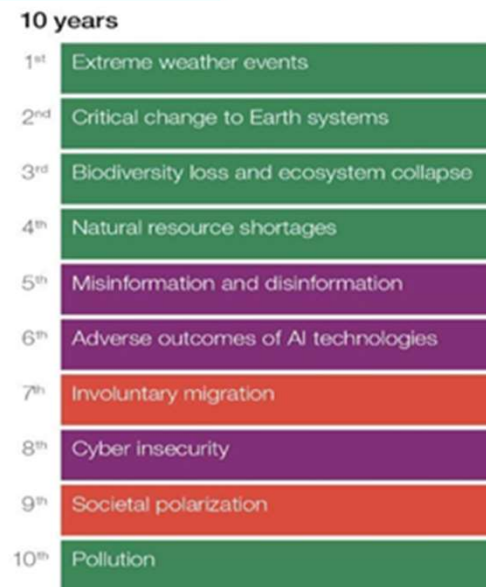 10 years
1st Extreme weather events
2nd Critical change to Earth systems
3rd Biodiversity loss and ecosystem collapse
4th Natural resource shortages
5th Misinformation and disinformation
6th Adverse outcomes of AI technologies
7th Involuntary migration
8th Cyber insecurity
9th Societal polarization
10th Pollution